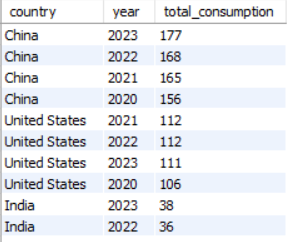 country year total_consumption
China 2023 177
China 2022 168
China 2021 165
China 2020 156
United States 2021 112
United States 2022 112
United States 2023 111
United States 2020 106
India 2023 38
India 2022 36